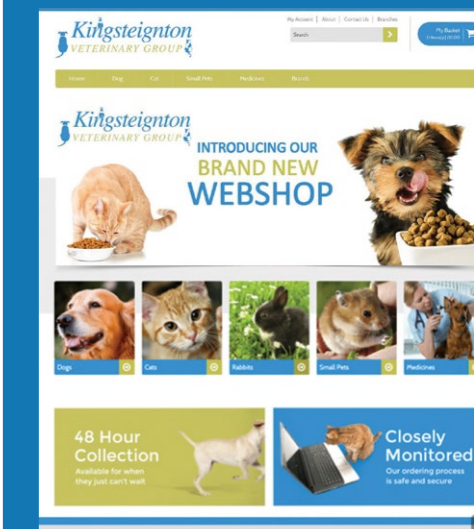 Kingsteignton
VETERINARY GROUP
My Account | About | Contact Us | Branches
Search
My Basket
Home Dog Cat Small Pets Medicines
Kingsteignton
VETERINARY GROUP
INTRODUCING OUR
BRAND NEW
WEBSHOP
Dogs
Cats
Rabbits
Small Pets
Medicines
48 Hour
Collection
Available for when
they just can't wait
Closely
Monitored
Our ordering process
is safe and secure